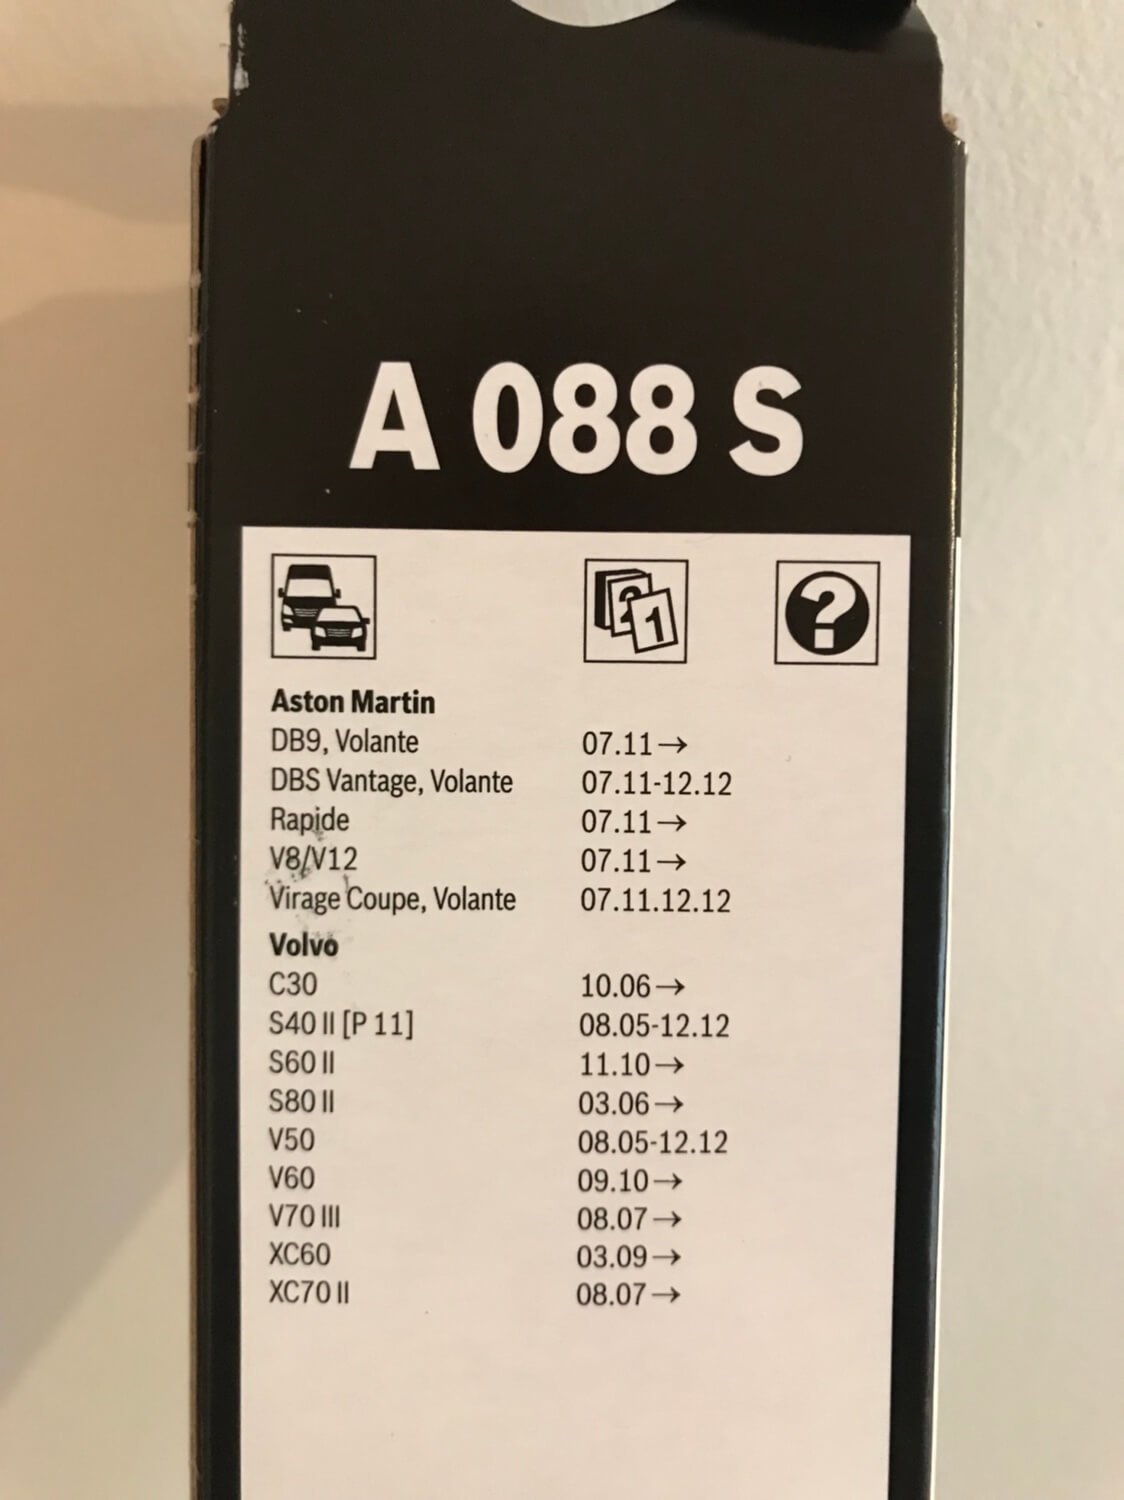 A 088 S
2 1
?
Aston Martin
DB9, Volante 07.11→
DBS Vantage, Volante 07.11-12.12
Rapide 07.11→
V8/V12 07.11→
Virage Coupe, Volante 07.11.12.12
Volvo
C30 10.06→
S40 II [P 11] 08.05-12.12
S60 II 11.10→
S80 II 03.06→
V50 08.05-12.12
V60 09.10→
V70 III 08.07→
XC60 03.09→
XC70 II 08.07→